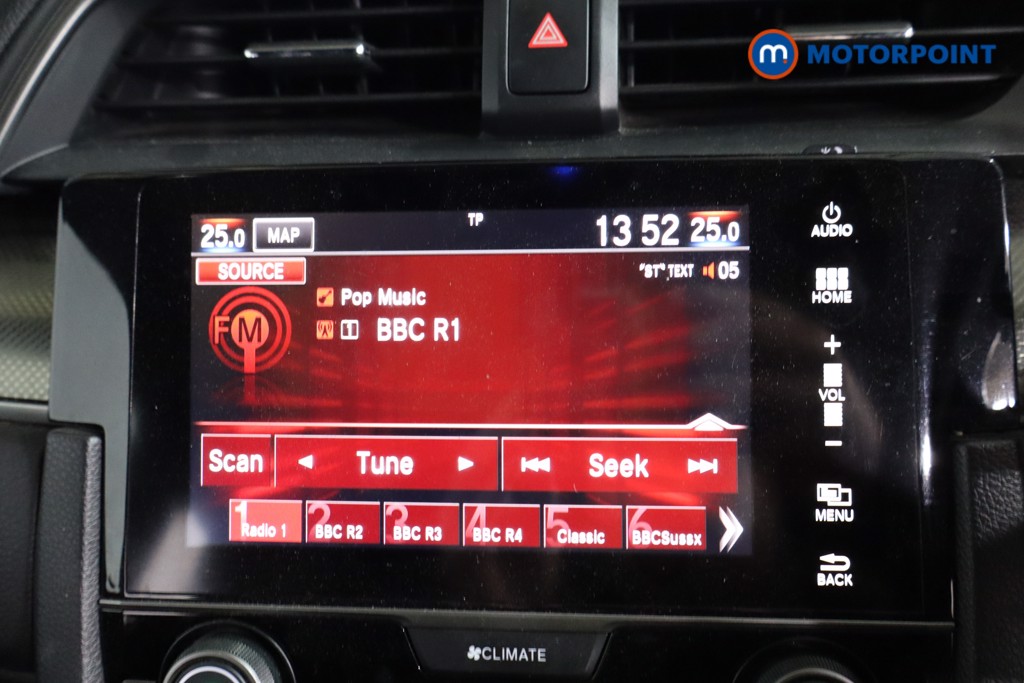 m MOTORPOINT
25.0 MAP TP 13 52 25.0
SOURCE "ST" TEXT 05
Pop Music
FM 1 BBC R1
Scan Tune Seek
1 Radio 1 2 BBC R2 3 BBC R3 4 BBC R4 5 Classic 6 BBCSussx
AUDIO
HOME
+
VOL
-
MENU
BACK
CLIMATE